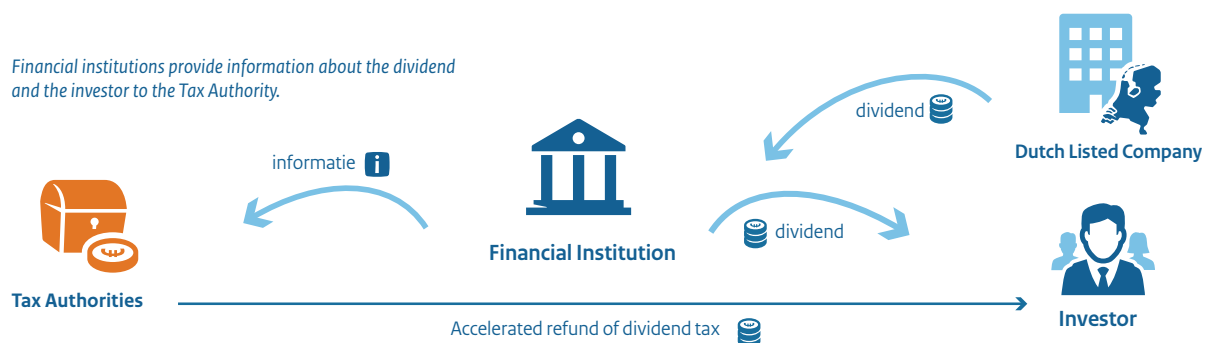 Financial institutions provide information about the dividend
and the investor to the Tax Authority.
dividend
Dutch Listed Company
informatie i
dividend
Financial Institution
Tax Authorities
Investor
Accelerated refund of dividend tax